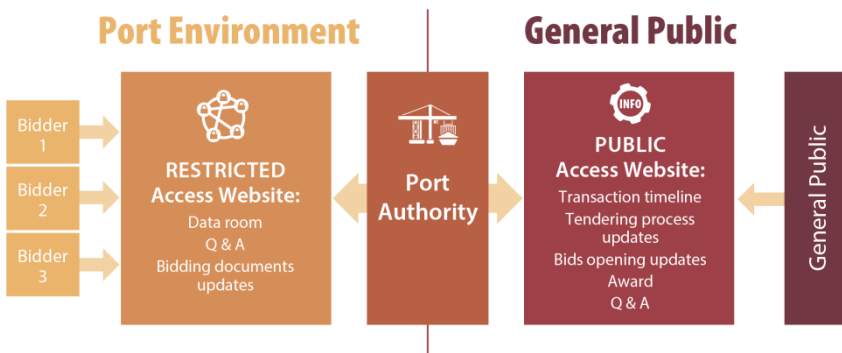 Port Environment
General Public
Bidder
1
Bidder
2
Bidder
3
RESTRICTED
Access Website:
Data room
Q & A
Bidding documents
updates
Port
Authority
INFO
PUBLIC
Access Website:
Transaction timeline
Tendering process
updates
Bids opening updates
Award
Q & A
General Public